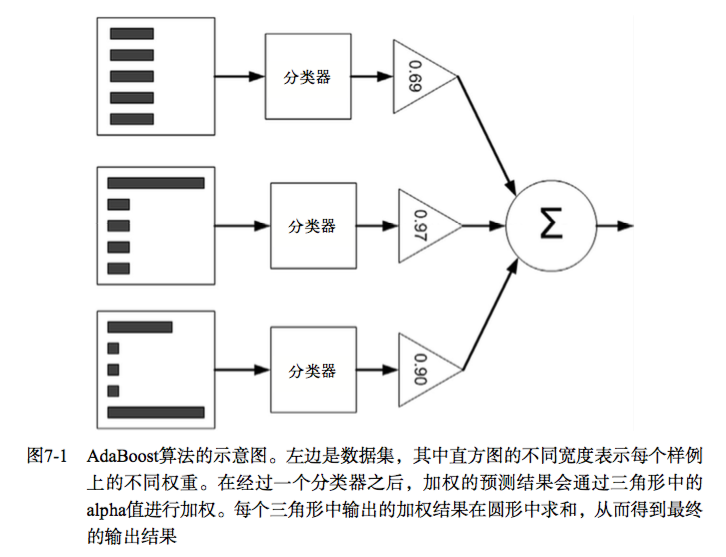 分类器
0.69
分类器
0.97
Σ
分类器
0.90
图7-1 AdaBoost算法的示意图。左边是数据集，其中直方图的不同宽度表示每个样例
上的不同权重。在经过一个分类器之后，加权的预测结果会通过三角形中的
alpha值进行加权。每个三角形中输出的加权结果在圆形中求和，从而得到最终
的输出结果